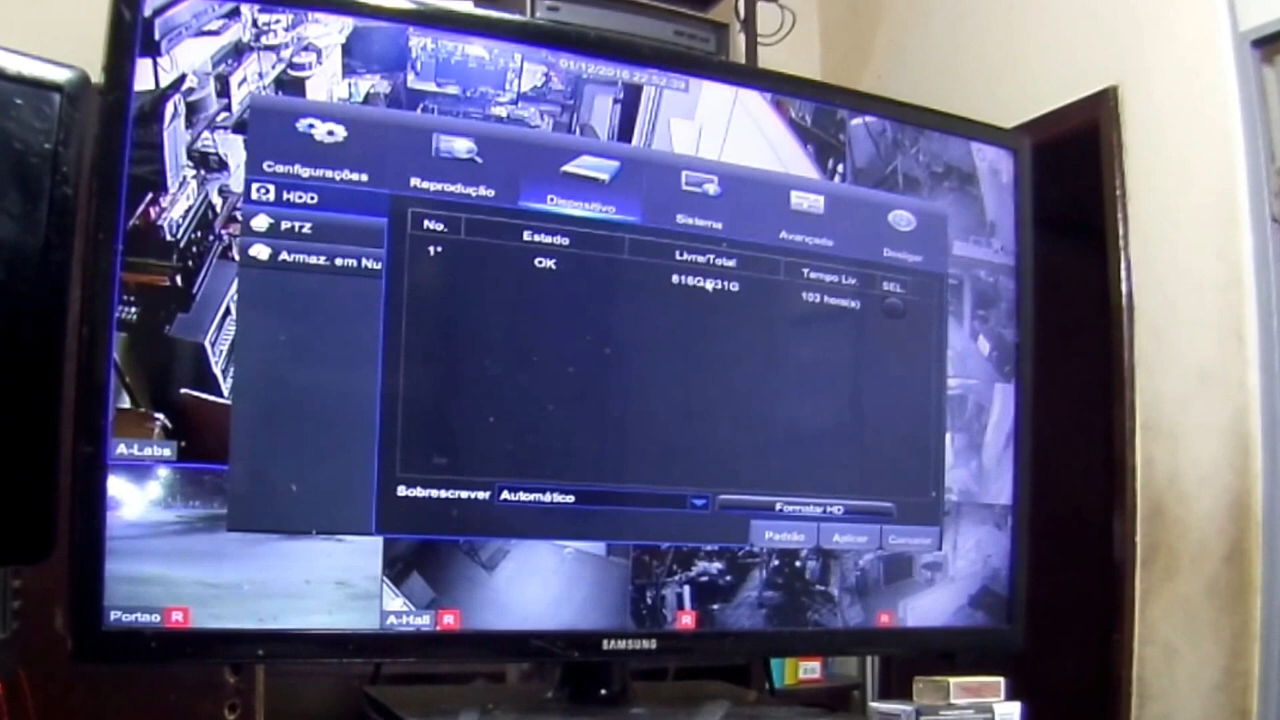 01/12/2016 22:52:39
Configurações
Reprodução
Dispositivo
Sistema
Avançado
Desligar
HDD
PTZ
Armaz. em Nu
No.
Estado
Livre/Total
Tempo Liv.
SEL.
1*
OK
103 hora(s)
Sobrescrever
Automático
Formatar HD
Padrão
Aplicar
Cancelar
A-Labs
Portao R
A-Hall R
R
R
SAMSUNG